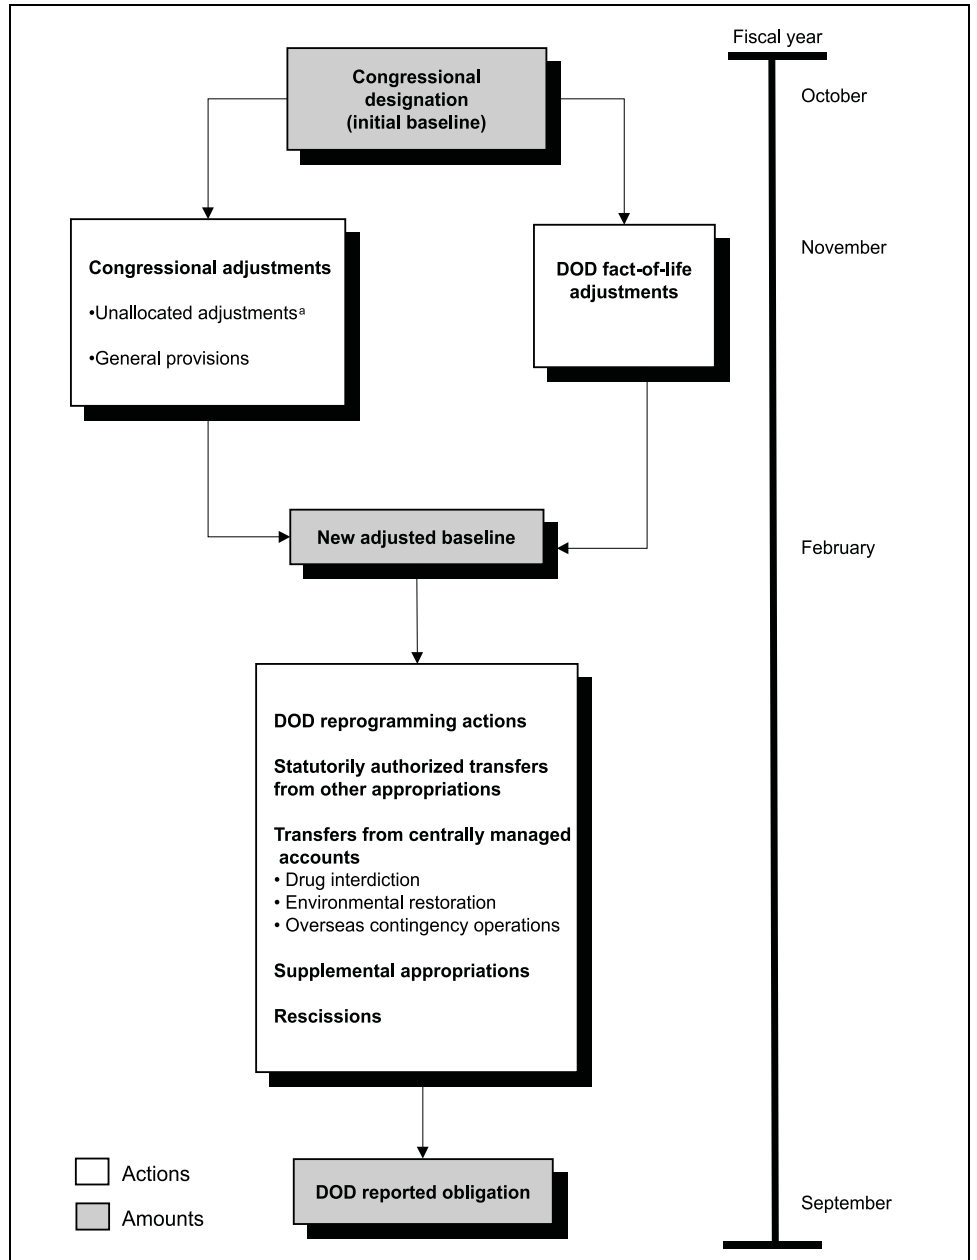 Fiscal year
Congressional
designation
(initial baseline)
October
Congressional adjustments
•Unallocated adjustmentsᵃ
•General provisions
DOD fact-of-life
adjustments
November
New adjusted baseline
February
DOD reprogramming actions
Statutorily authorized transfers
from other appropriations
Transfers from centrally managed
accounts
• Drug interdiction
• Environmental restoration
• Overseas contingency operations
Supplemental appropriations
Rescissions
Actions
Amounts
DOD reported obligation
September